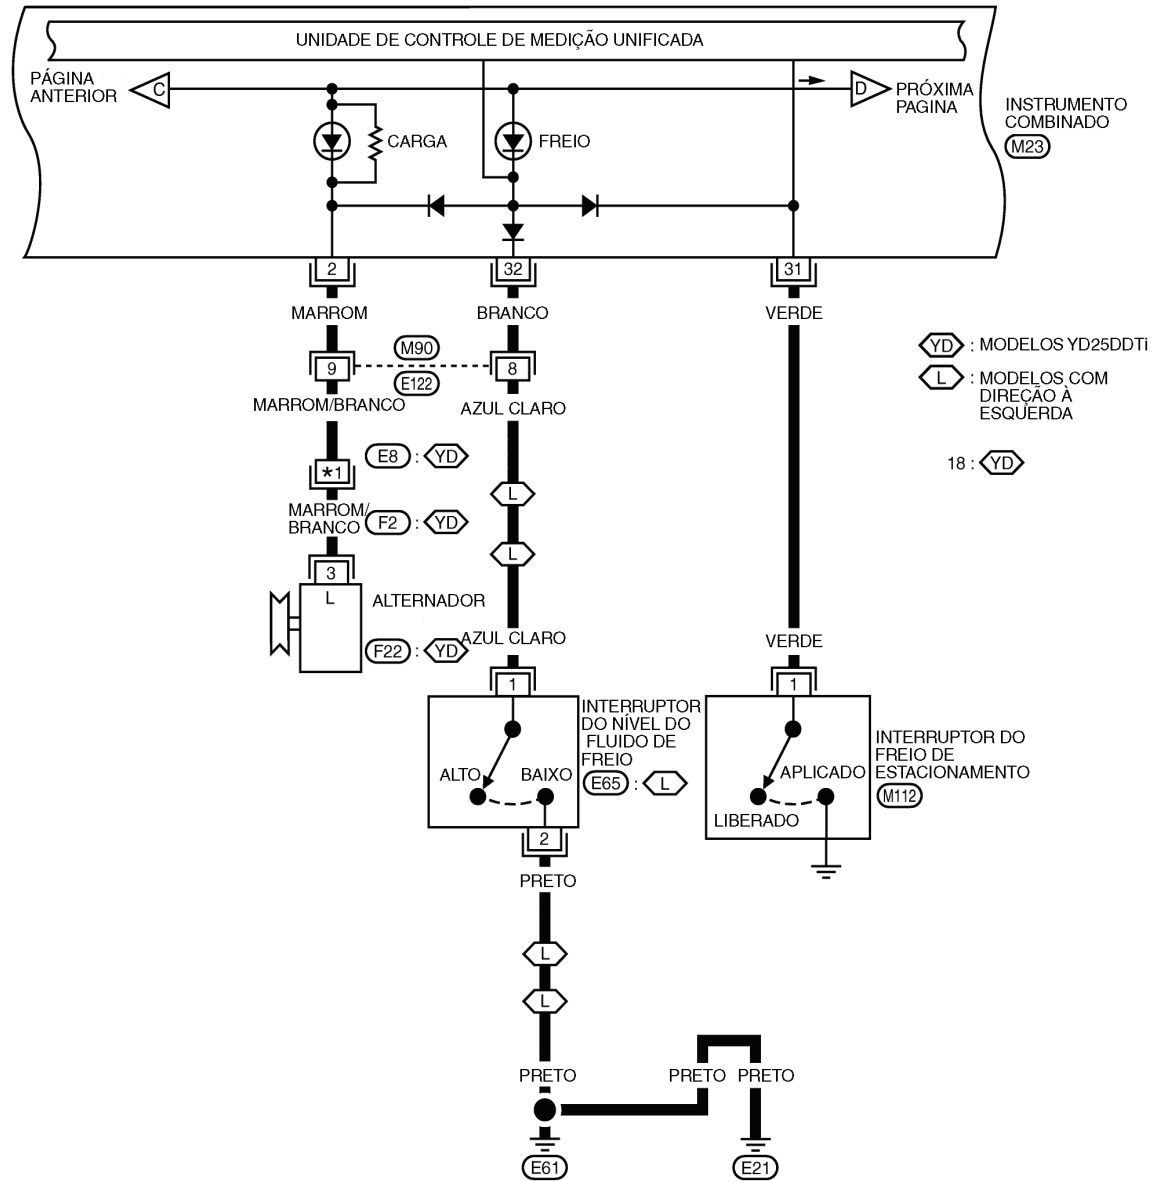 UNIDADE DE CONTROLE DE MEDIÇÃO UNIFICADA
PÁGINA
ANTERIOR
C
D
PRÓXIMA
PAGINA
INSTRUMENTO
COMBINADO
M23
CARGA
FREIO
2
32
31
MARROM
BRANCO
VERDE
9
M90
E122
8
YD : MODELOS YD25DDTi
L : MODELOS COM
DIREÇÃO À
ESQUERDA
18 : YD
MARROM/BRANCO
AZUL CLARO
*1
E8 : YD
L
MARROM/
BRANCO
F2 : YD
L
3
L
ALTERNADOR
F22 : YD
AZUL CLARO
VERDE
1
1
INTERRUPTOR
DO NÍVEL DO
FLUIDO DE
FREIO
E65 : L
ALTO
BAIXO
2
INTERRUPTOR DO
FREIO DE
ESTACIONAMENTO
M112
APLICADO
LIBERADO
PRETO
L
L
PRETO
PRETO
PRETO
E61
E21